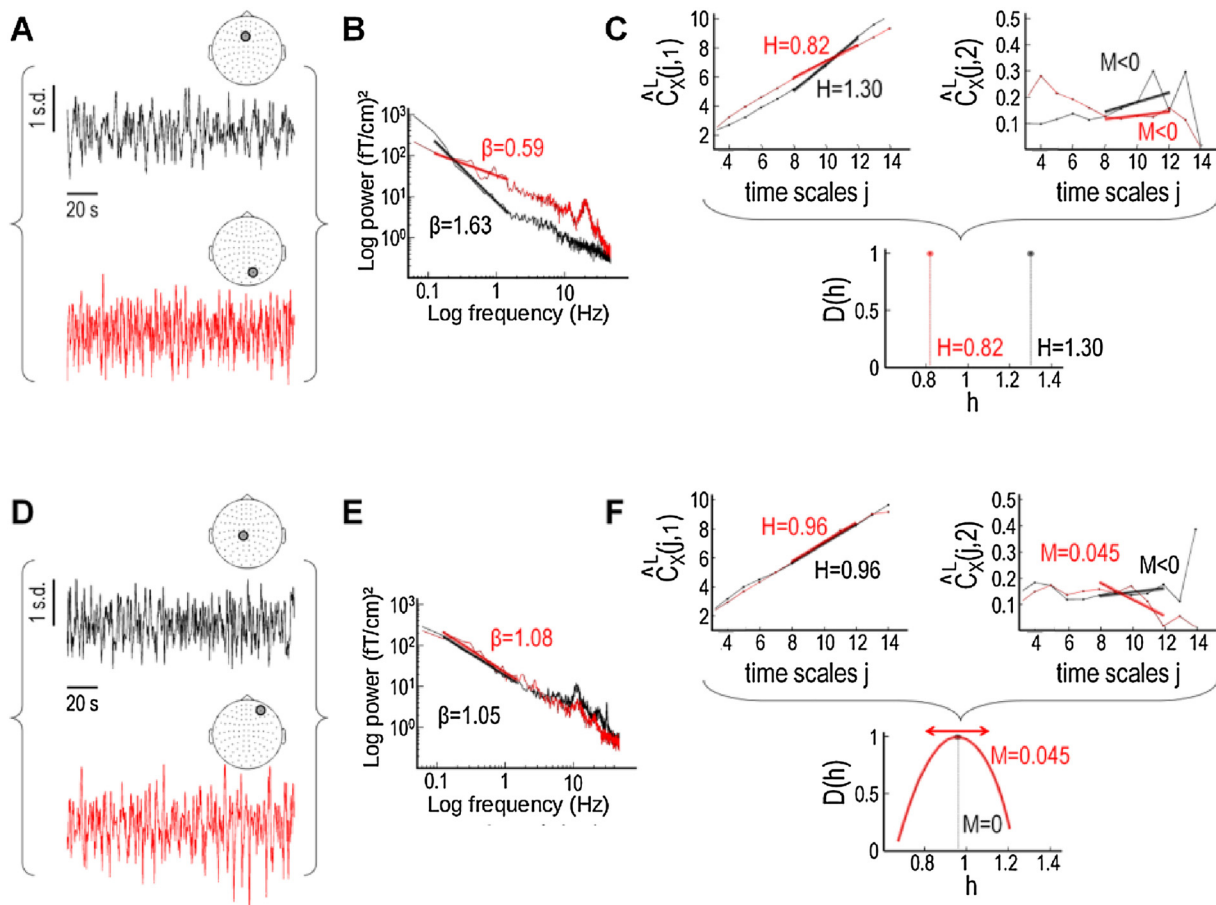 A
1 s.d.
20 s
B
Log power (fT/cm)²
10³
10²
10¹
10⁰
β=0.59
β=1.63
0.1 1 10
Log frequency (Hz)
C
Ĉ_X^L(j,1)
10
8
6
4
2
H=0.82
H=1.30
4 6 8 10 12 14
time scales j
Ĉ_X^L(j,2)
0.5
0.4
0.3
0.2
0.1
M<0
M<0
4 6 8 10 12 14
time scales j
D(h)
1
0.5
0
H=0.82 H=1.30
0.8 1 1.2 1.4
h
D
1 s.d.
20 s
E
Log power (fT/cm)²
10³
10²
10¹
10⁰
β=1.08
β=1.05
0.1 1 10
Log frequency (Hz)
F
Ĉ_X^L(j,1)
10
8
6
4
2
H=0.96
H=0.96
4 6 8 10 12 14
time scales j
Ĉ_X^L(j,2)
0.5
0.4
0.3
0.2
0.1
M=0.045
M<0
4 6 8 10 12 14
time scales j
D(h)
1
0.5
0
M=0.045
M=0
0.8 1 1.2 1.4
h